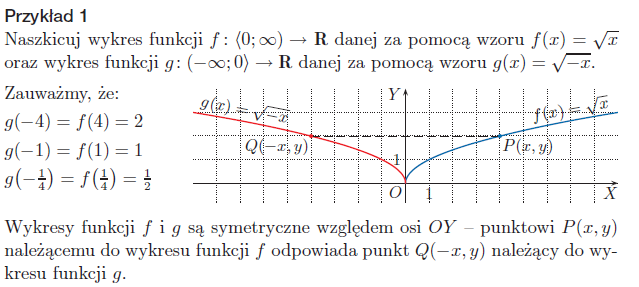 Przykład 1
Naszkicuj wykres funkcji f: ⟨0; ∞) → R danej za pomocą wzoru f(x) = √x
oraz wykres funkcji g: (−∞; 0⟩ → R danej za pomocą wzoru g(x) = √−x.
Zauważmy, że:
g(−4) = f(4) = 2
g(−1) = f(1) = 1
g(−1/4) = f(1/4) = 1/2
g(x) = √−x
Y
f(x) = √x
Q(−x, y)
P(x, y)
1
O
1
X
Wykresy funkcji f i g są symetryczne względem osi OY – punktowi P(x, y)
należącemu do wykresu funkcji f odpowiada punkt Q(−x, y) należący do wy-
kresu funkcji g.